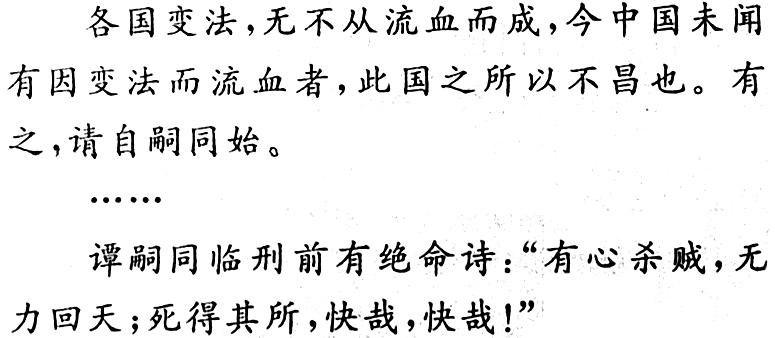 各国变法,无不从流血而成,今中国未闻
有因变法而流血者,此国之所以不昌也。有
之,请自嗣同始。
……
谭嗣同临刑前有绝命诗:“有心杀贼,无
力回天;死得其所,快哉,快哉!”